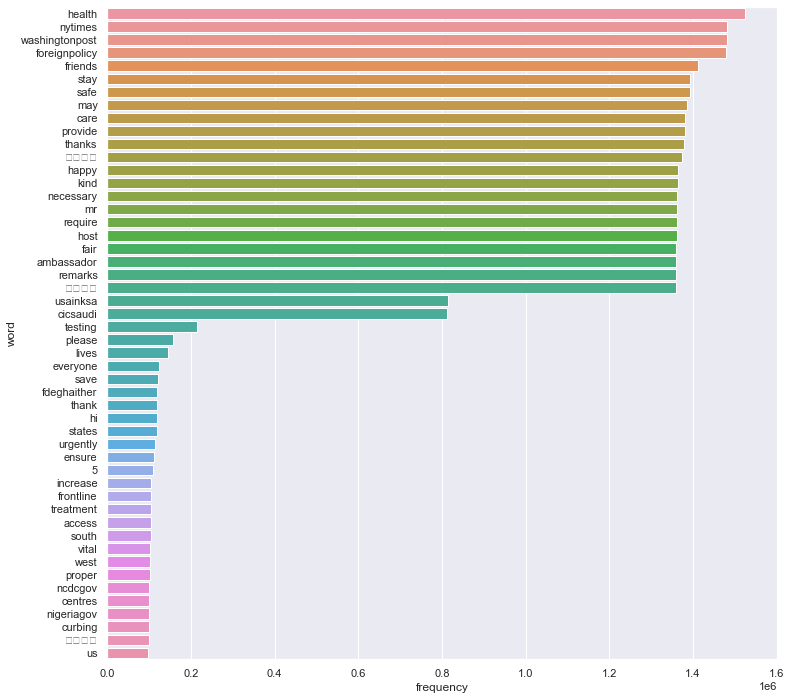 health
nytimes
washingtonpost
foreignpolicy
friends
stay
safe
may
care
provide
thanks
happy
kind
necessary
mr
require
host
fair
ambassador
remarks
usainksa
cicsaudi
testing
please
lives
everyone
save
fdeghaither
thank
hi
states
urgently
ensure
5
increase
frontline
treatment
access
south
vital
west
proper
ncdcgov
centres
nigeriagov
curbing
us
word
0.0 0.2 0.4 0.6 0.8 1.0 1.2 1.4 1.6
1e6
frequency